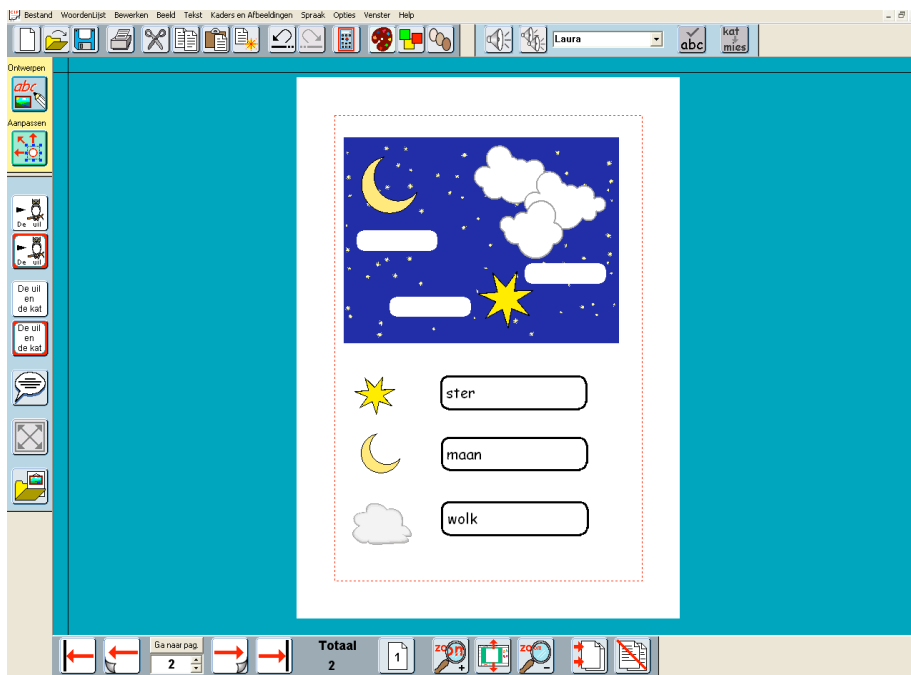 Bestand WoordenLijst Bewerken Beeld Tekst Kaders en Afbeeldingen Spraak Opties Venster Help
Laura
abc
kat
mies
Ontwerpen
abc
Aanpassen
De uil
De uil
De uil
en
de kat
De uil
en
de kat
ster
maan
wolk
Ga naar pag.
2
Totaal
2
1
zoom
+
zoom
-